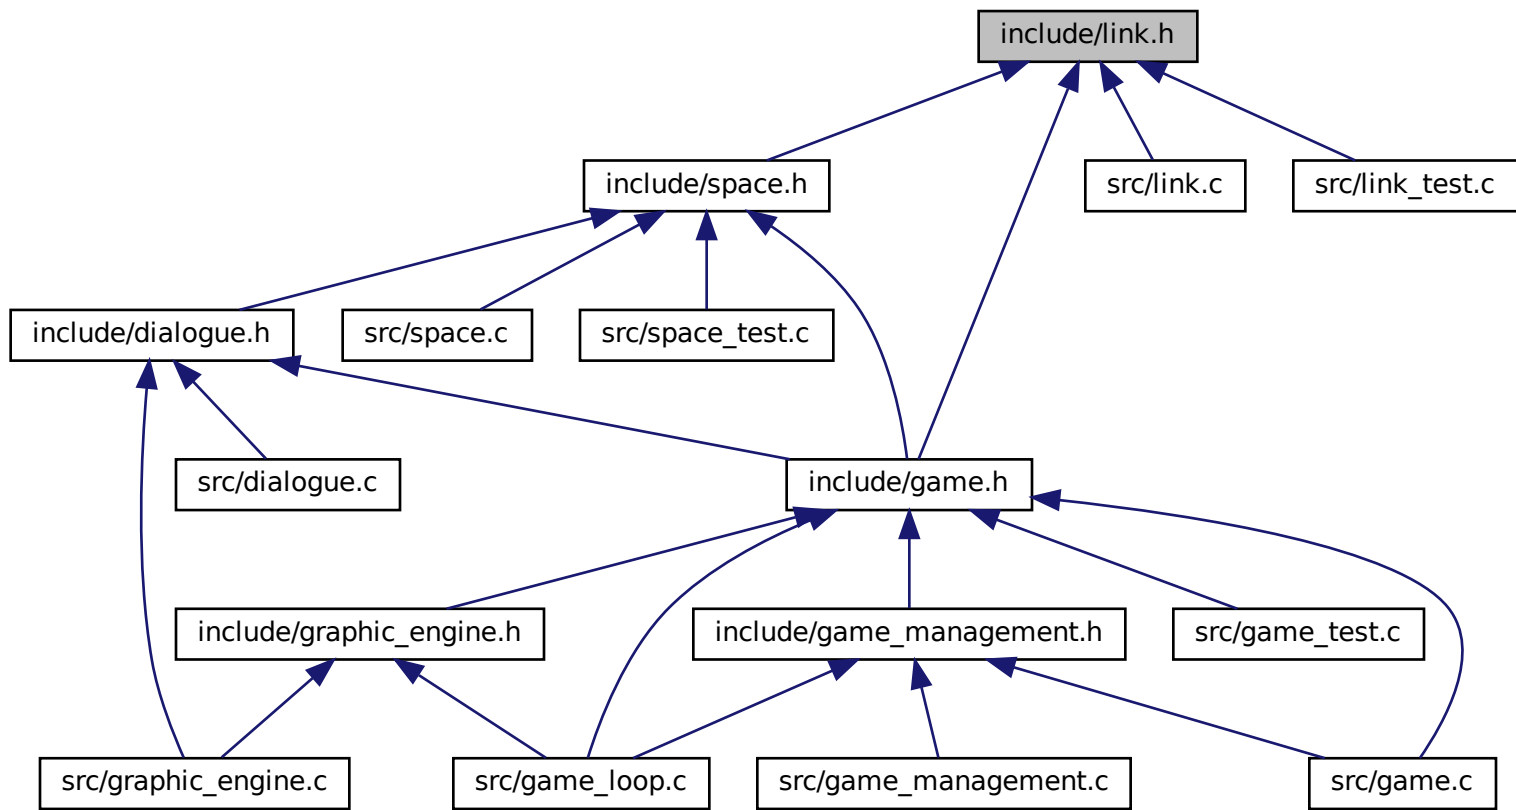 include/link.h
include/space.h
src/link.c
src/link_test.c
include/dialogue.h
src/space.c
src/space_test.c
src/dialogue.c
include/game.h
include/graphic_engine.h
include/game_management.h
src/game_test.c
src/graphic_engine.c
src/game_loop.c
src/game_management.c
src/game.c